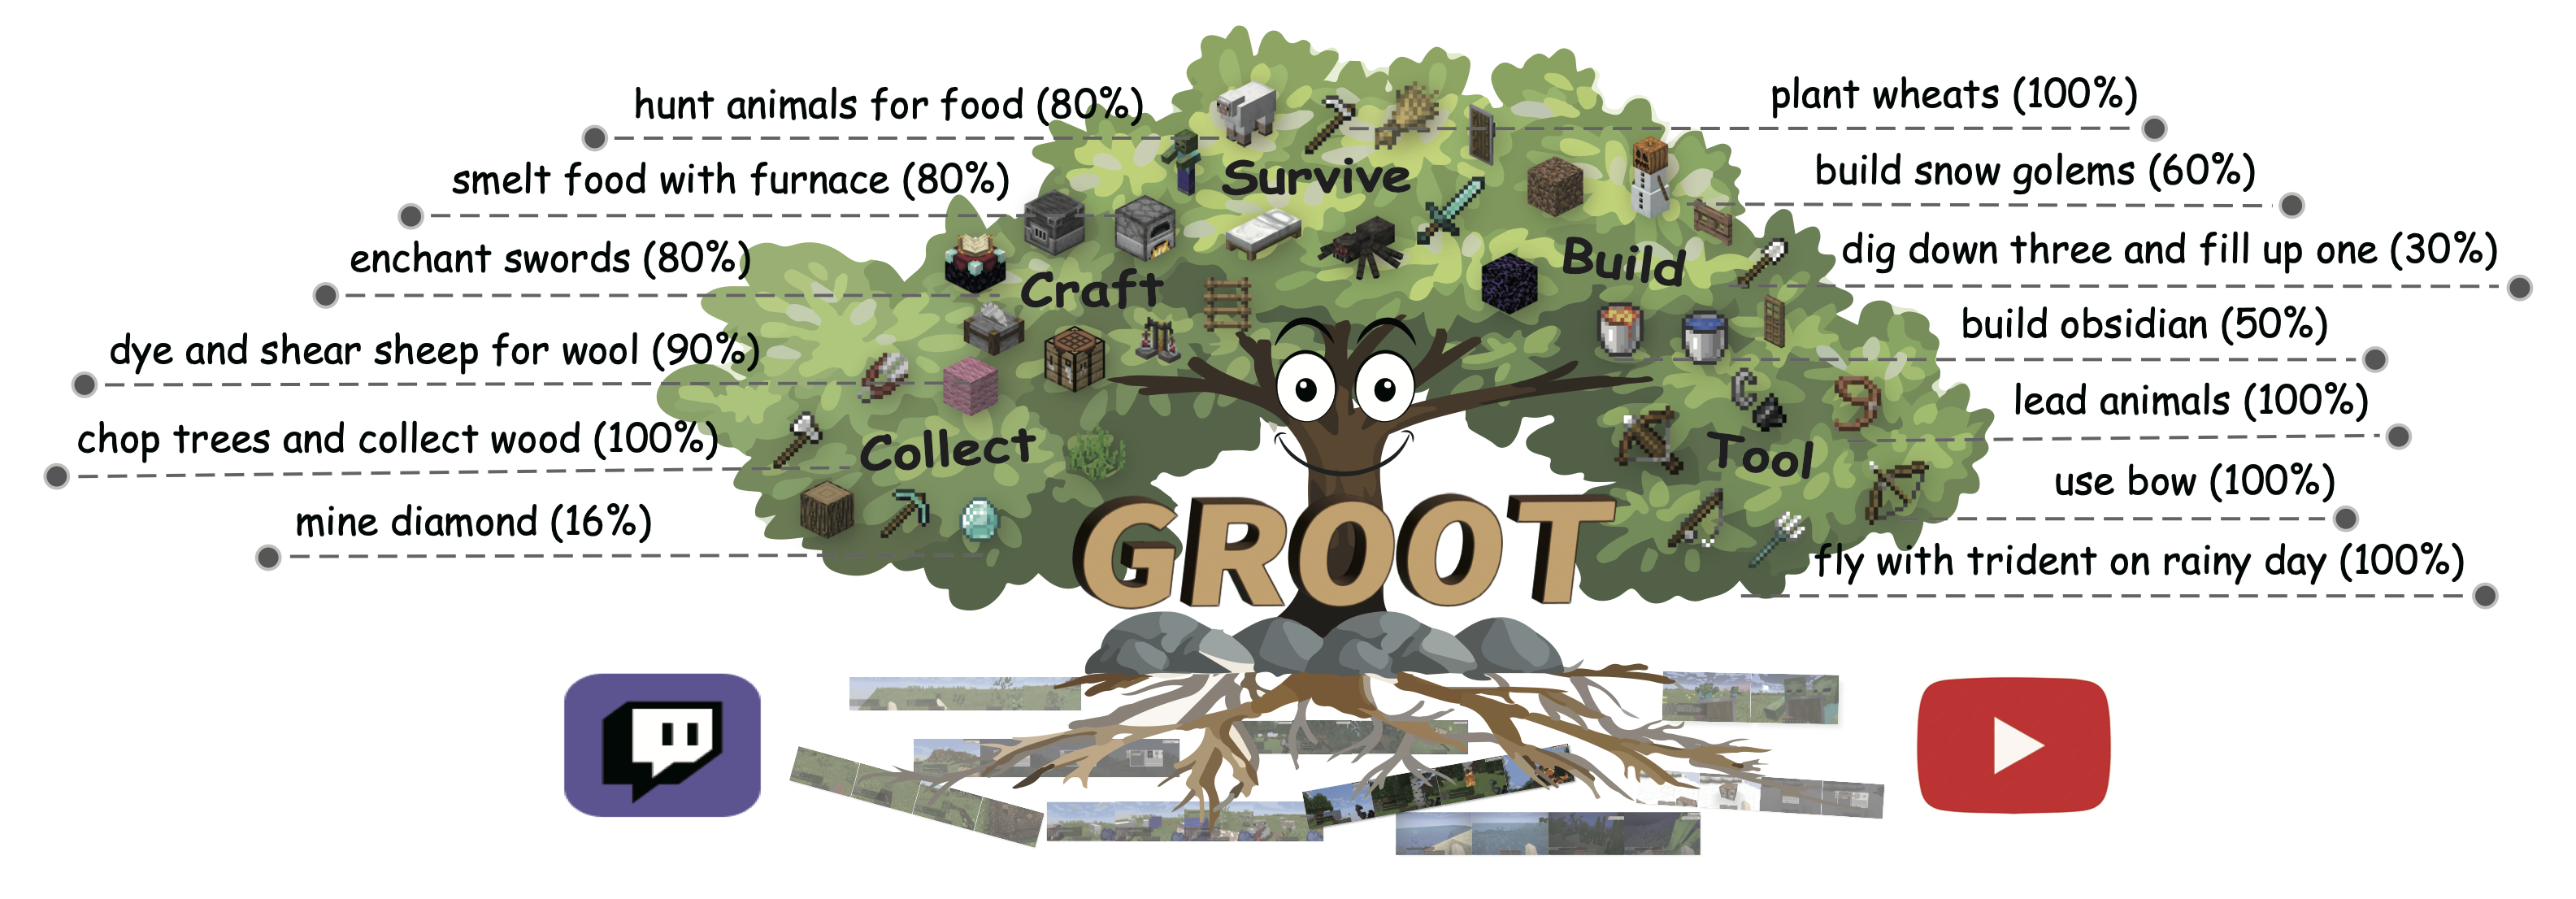 hunt animals for food (80%)
smelt food with furnace (80%)
enchant swords (80%)
dye and shear sheep for wool (90%)
chop trees and collect wood (100%)
mine diamond (16%)
Survive
Craft
Build
Collect
Tool
GROOT
plant wheats (100%)
build snow golems (60%)
dig down three and fill up one (30%)
build obsidian (50%)
lead animals (100%)
use bow (100%)
fly with trident on rainy day (100%)